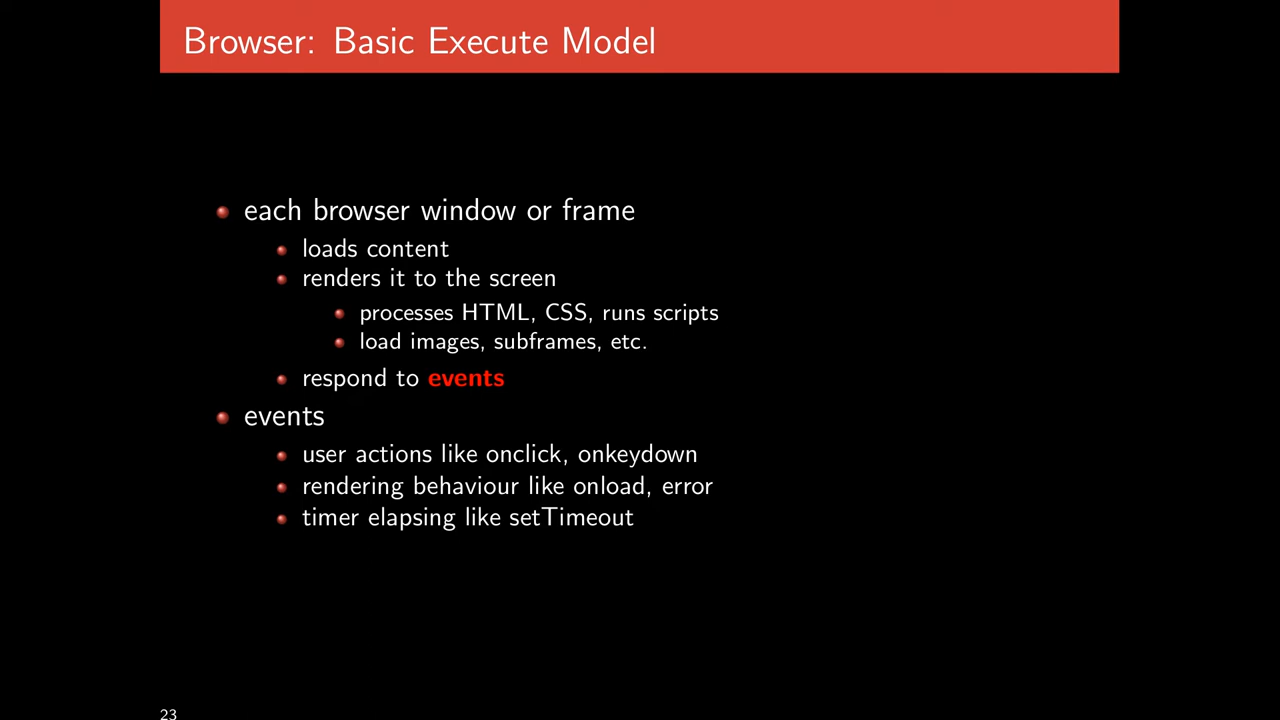 Browser: Basic Execute Model
each browser window or frame
loads content
renders it to the screen
processes HTML, CSS, runs scripts
load images, subframes, etc.
respond to events
events
user actions like onclick, onkeydown
rendering behaviour like onload, error
timer elapsing like setTimeout
23